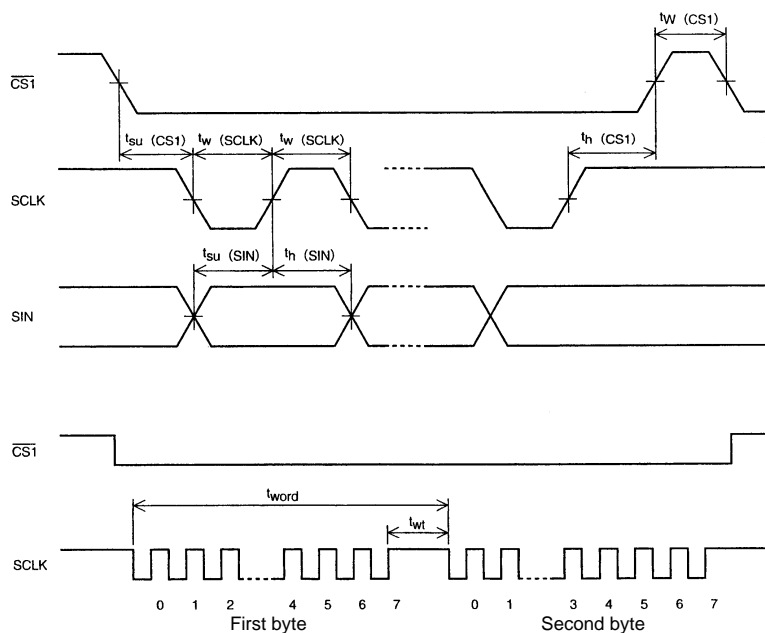 tW (CS1)
CS1
tsu (CS1) tw (SCLK) tw (SCLK) th (CS1)
SCLK
tsu (SIN) th (SIN)
SIN
CS1
tword
twt
SCLK
0 1 2 4 5 6 7 0 1 3 4 5 6 7
First byte Second byte